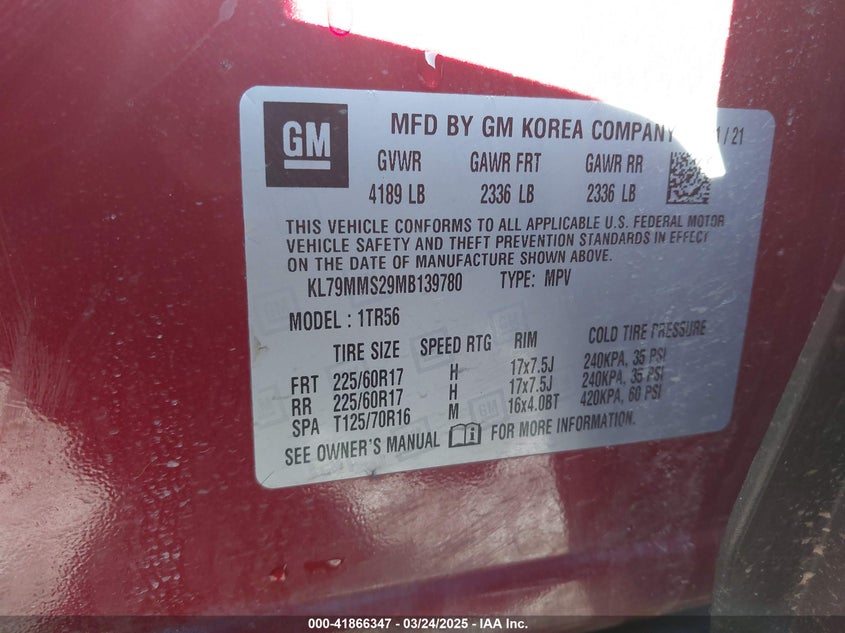 GM
MFD BY GM KOREA COMPANY 1/21
GVWR GAWR FRT GAWR RR
4189 LB 2336 LB 2336 LB
THIS VEHICLE CONFORMS TO ALL APPLICABLE U.S. FEDERAL MOTOR
VEHICLE SAFETY AND THEFT PREVENTION STANDARDS IN EFFECT
ON THE DATE OF MANUFACTURE SHOWN ABOVE.
KL79MMS29MB139780 TYPE: MPV
MODEL : 1TR56
TIRE SIZE SPEED RTG RIM COLD TIRE PRESSURE
FRT 225/60R17 H 17x7.5J 240KPA, 35 PSI
RR 225/60R17 H 17x7.5J 240KPA, 35 PSI
SPA T125/70R16 M 16x4.0BT 420KPA, 60 PSI
SEE OWNER'S MANUAL FOR MORE INFORMATION.
000-41866347 - 03/24/2025 - IAA Inc.